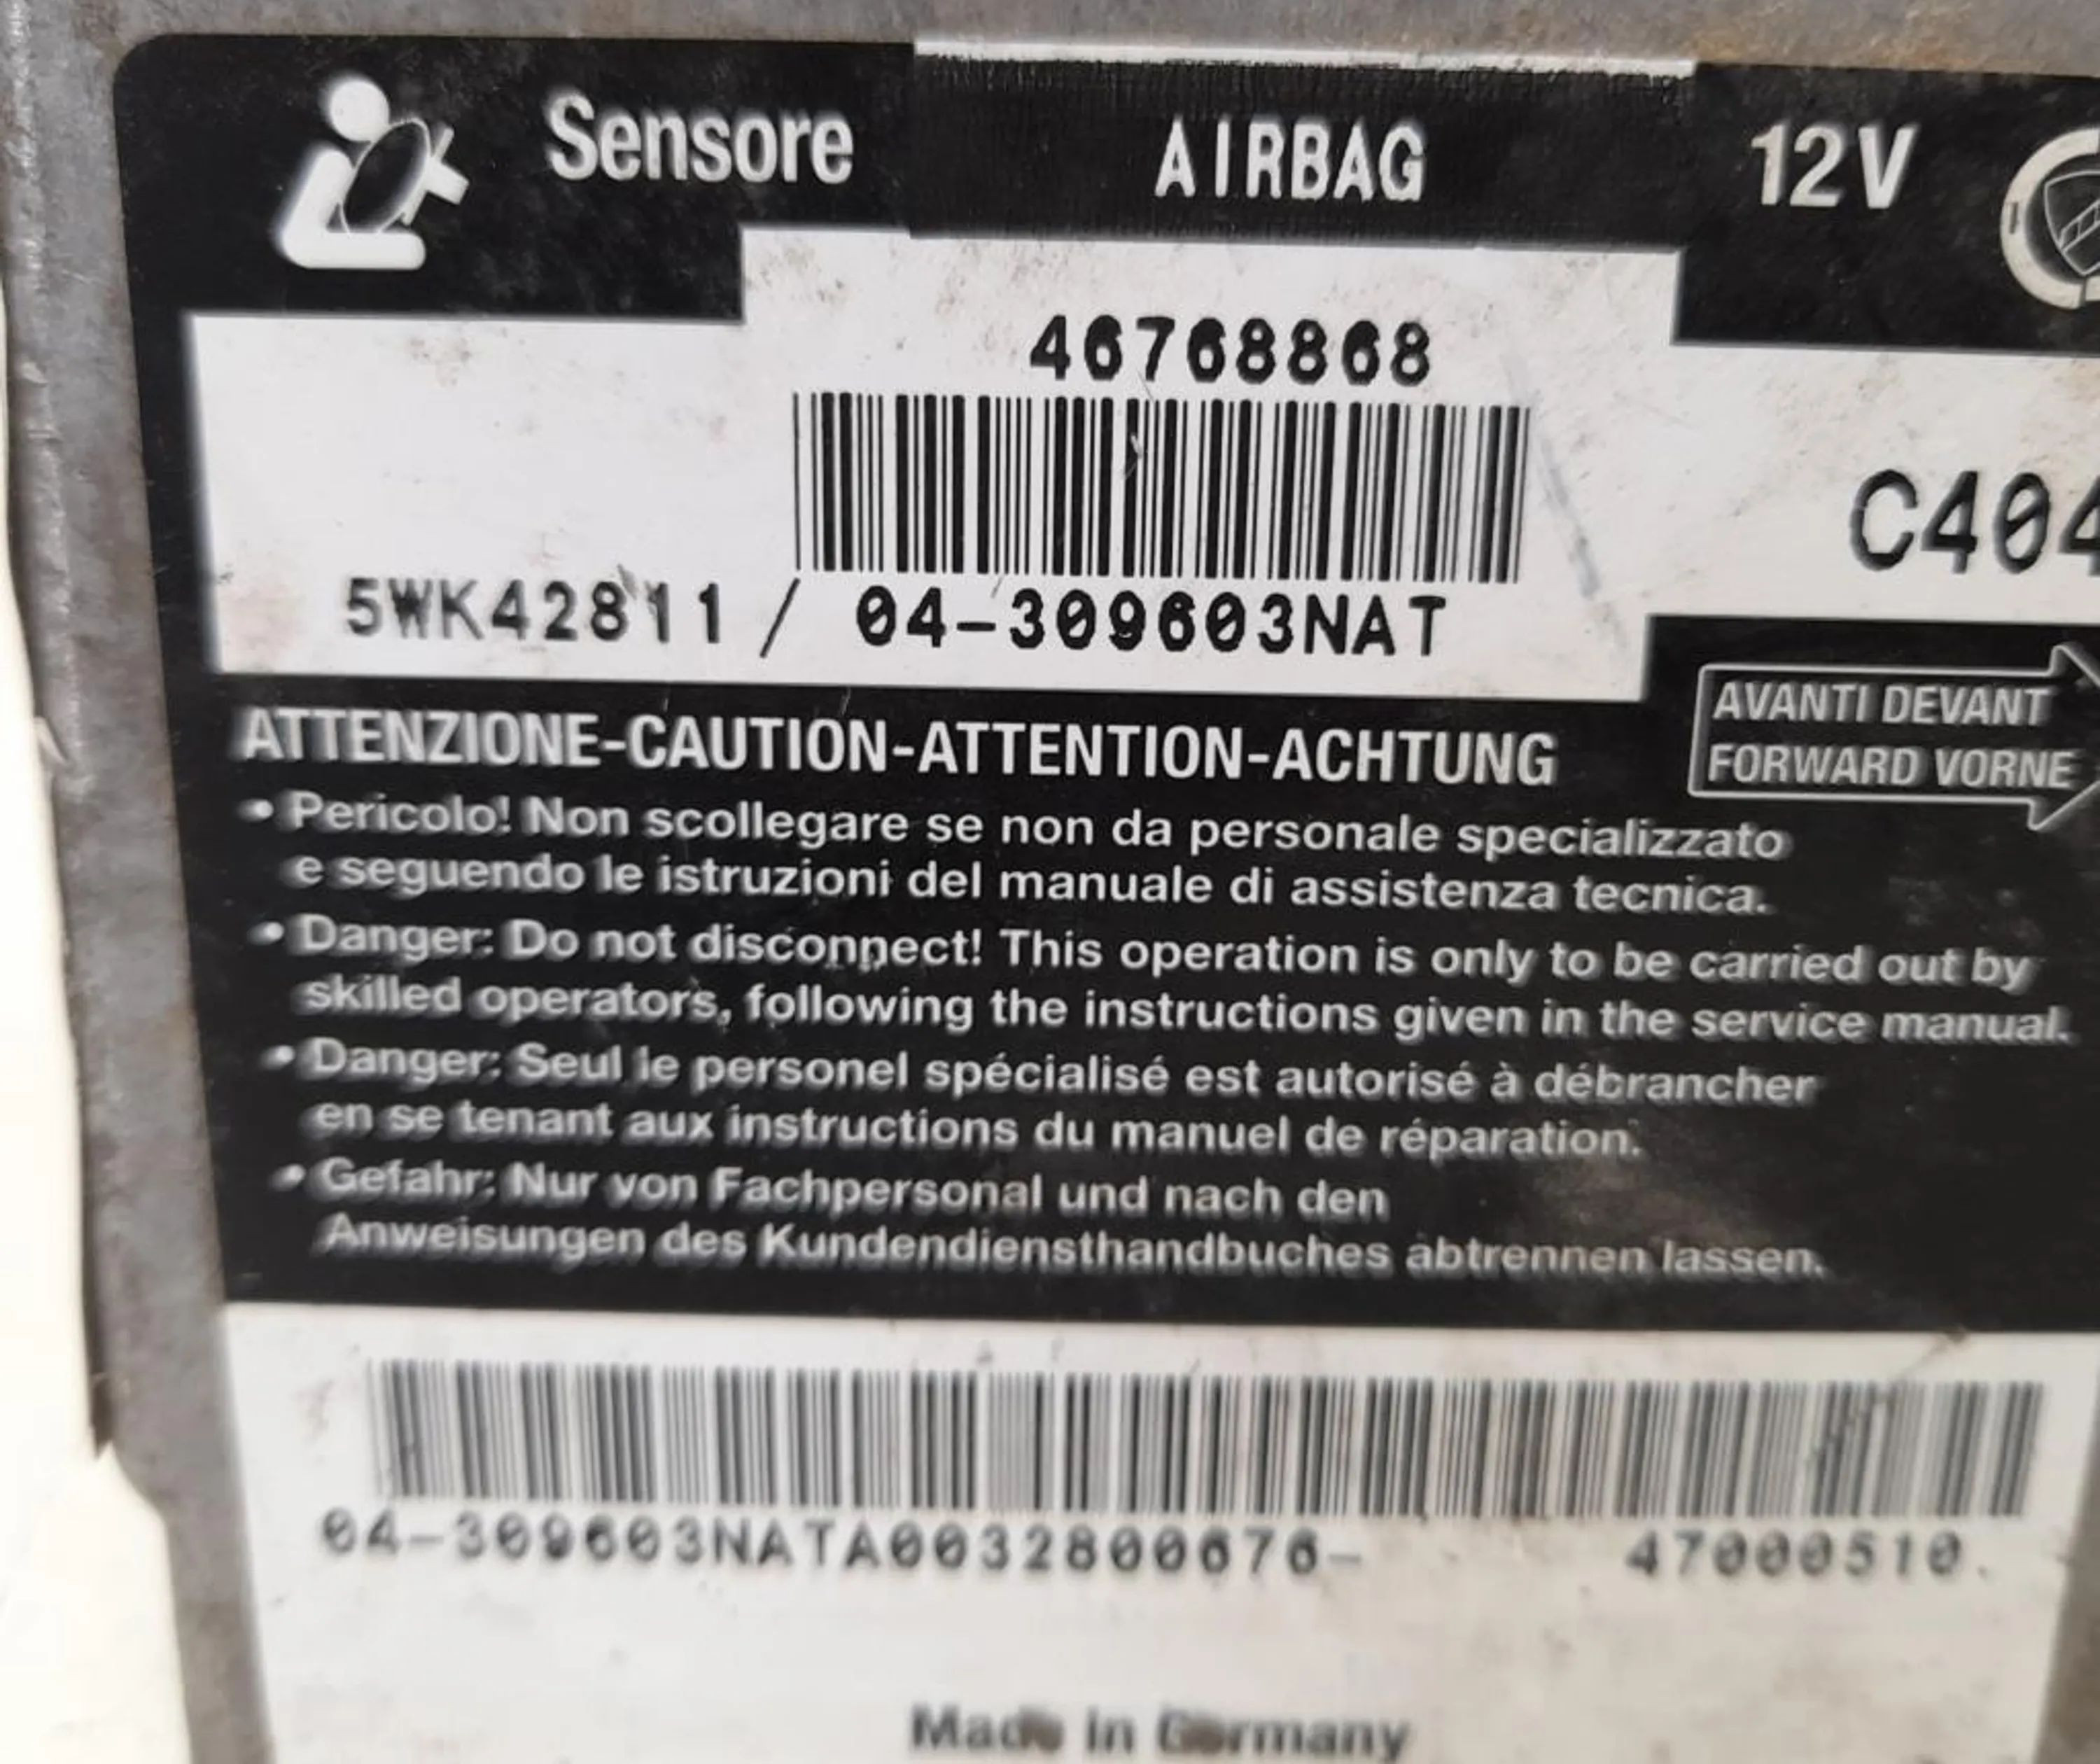 Sensore AIRBAG 12V
46768868
C404
5WK42811 / 04-309603NAT
AVANTI DEVANT
FORWARD VORNE
ATTENZIONE-CAUTION-ATTENTION-ACHTUNG
• Pericolo! Non scollegare se non da personale specializzato
e seguendo le istruzioni del manuale di assistenza tecnica.
• Danger: Do not disconnect! This operation is only to be carried out by
skilled operators, following the instructions given in the service manual.
• Danger: Seul le personel spécialisé est autorisé à débrancher
en se tenant aux instructions du manuel de réparation.
• Gefahr: Nur von Fachpersonal und nach den
Anweisungen des Kundendiensthandbuches abtrennen lassen.
04-309603NATA0032800676- 47000510.
Made in Germany